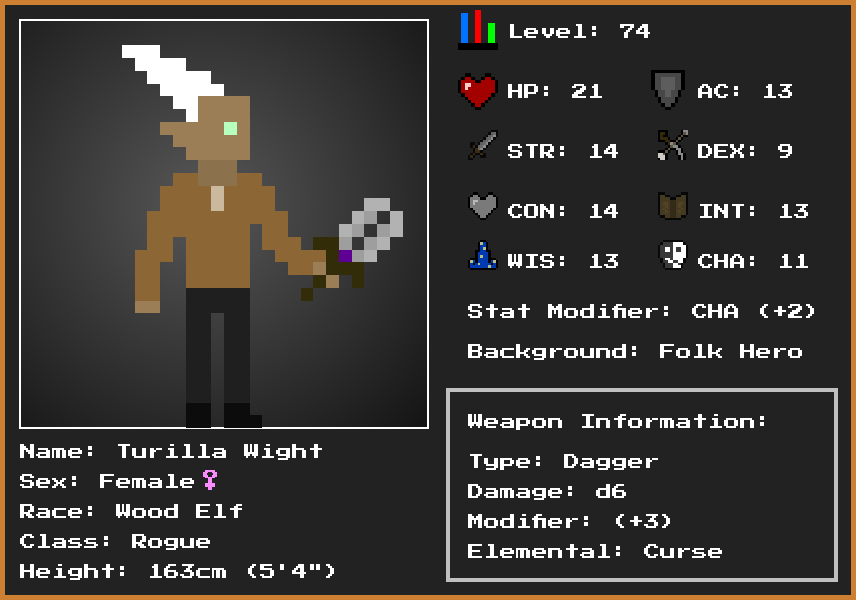 Level: 74
HP: 21
AC: 13
STR: 14
DEX: 9
CON: 14
INT: 13
WIS: 13
CHA: 11
Stat Modifier: CHA (+2)
Background: Folk Hero
Weapon Information:
Type: Dagger
Damage: d6
Modifier: (+3)
Elemental: Curse
Name: Turilla Wight
Sex: Female♀
Race: Wood Elf
Class: Rogue
Height: 163cm (5'4")